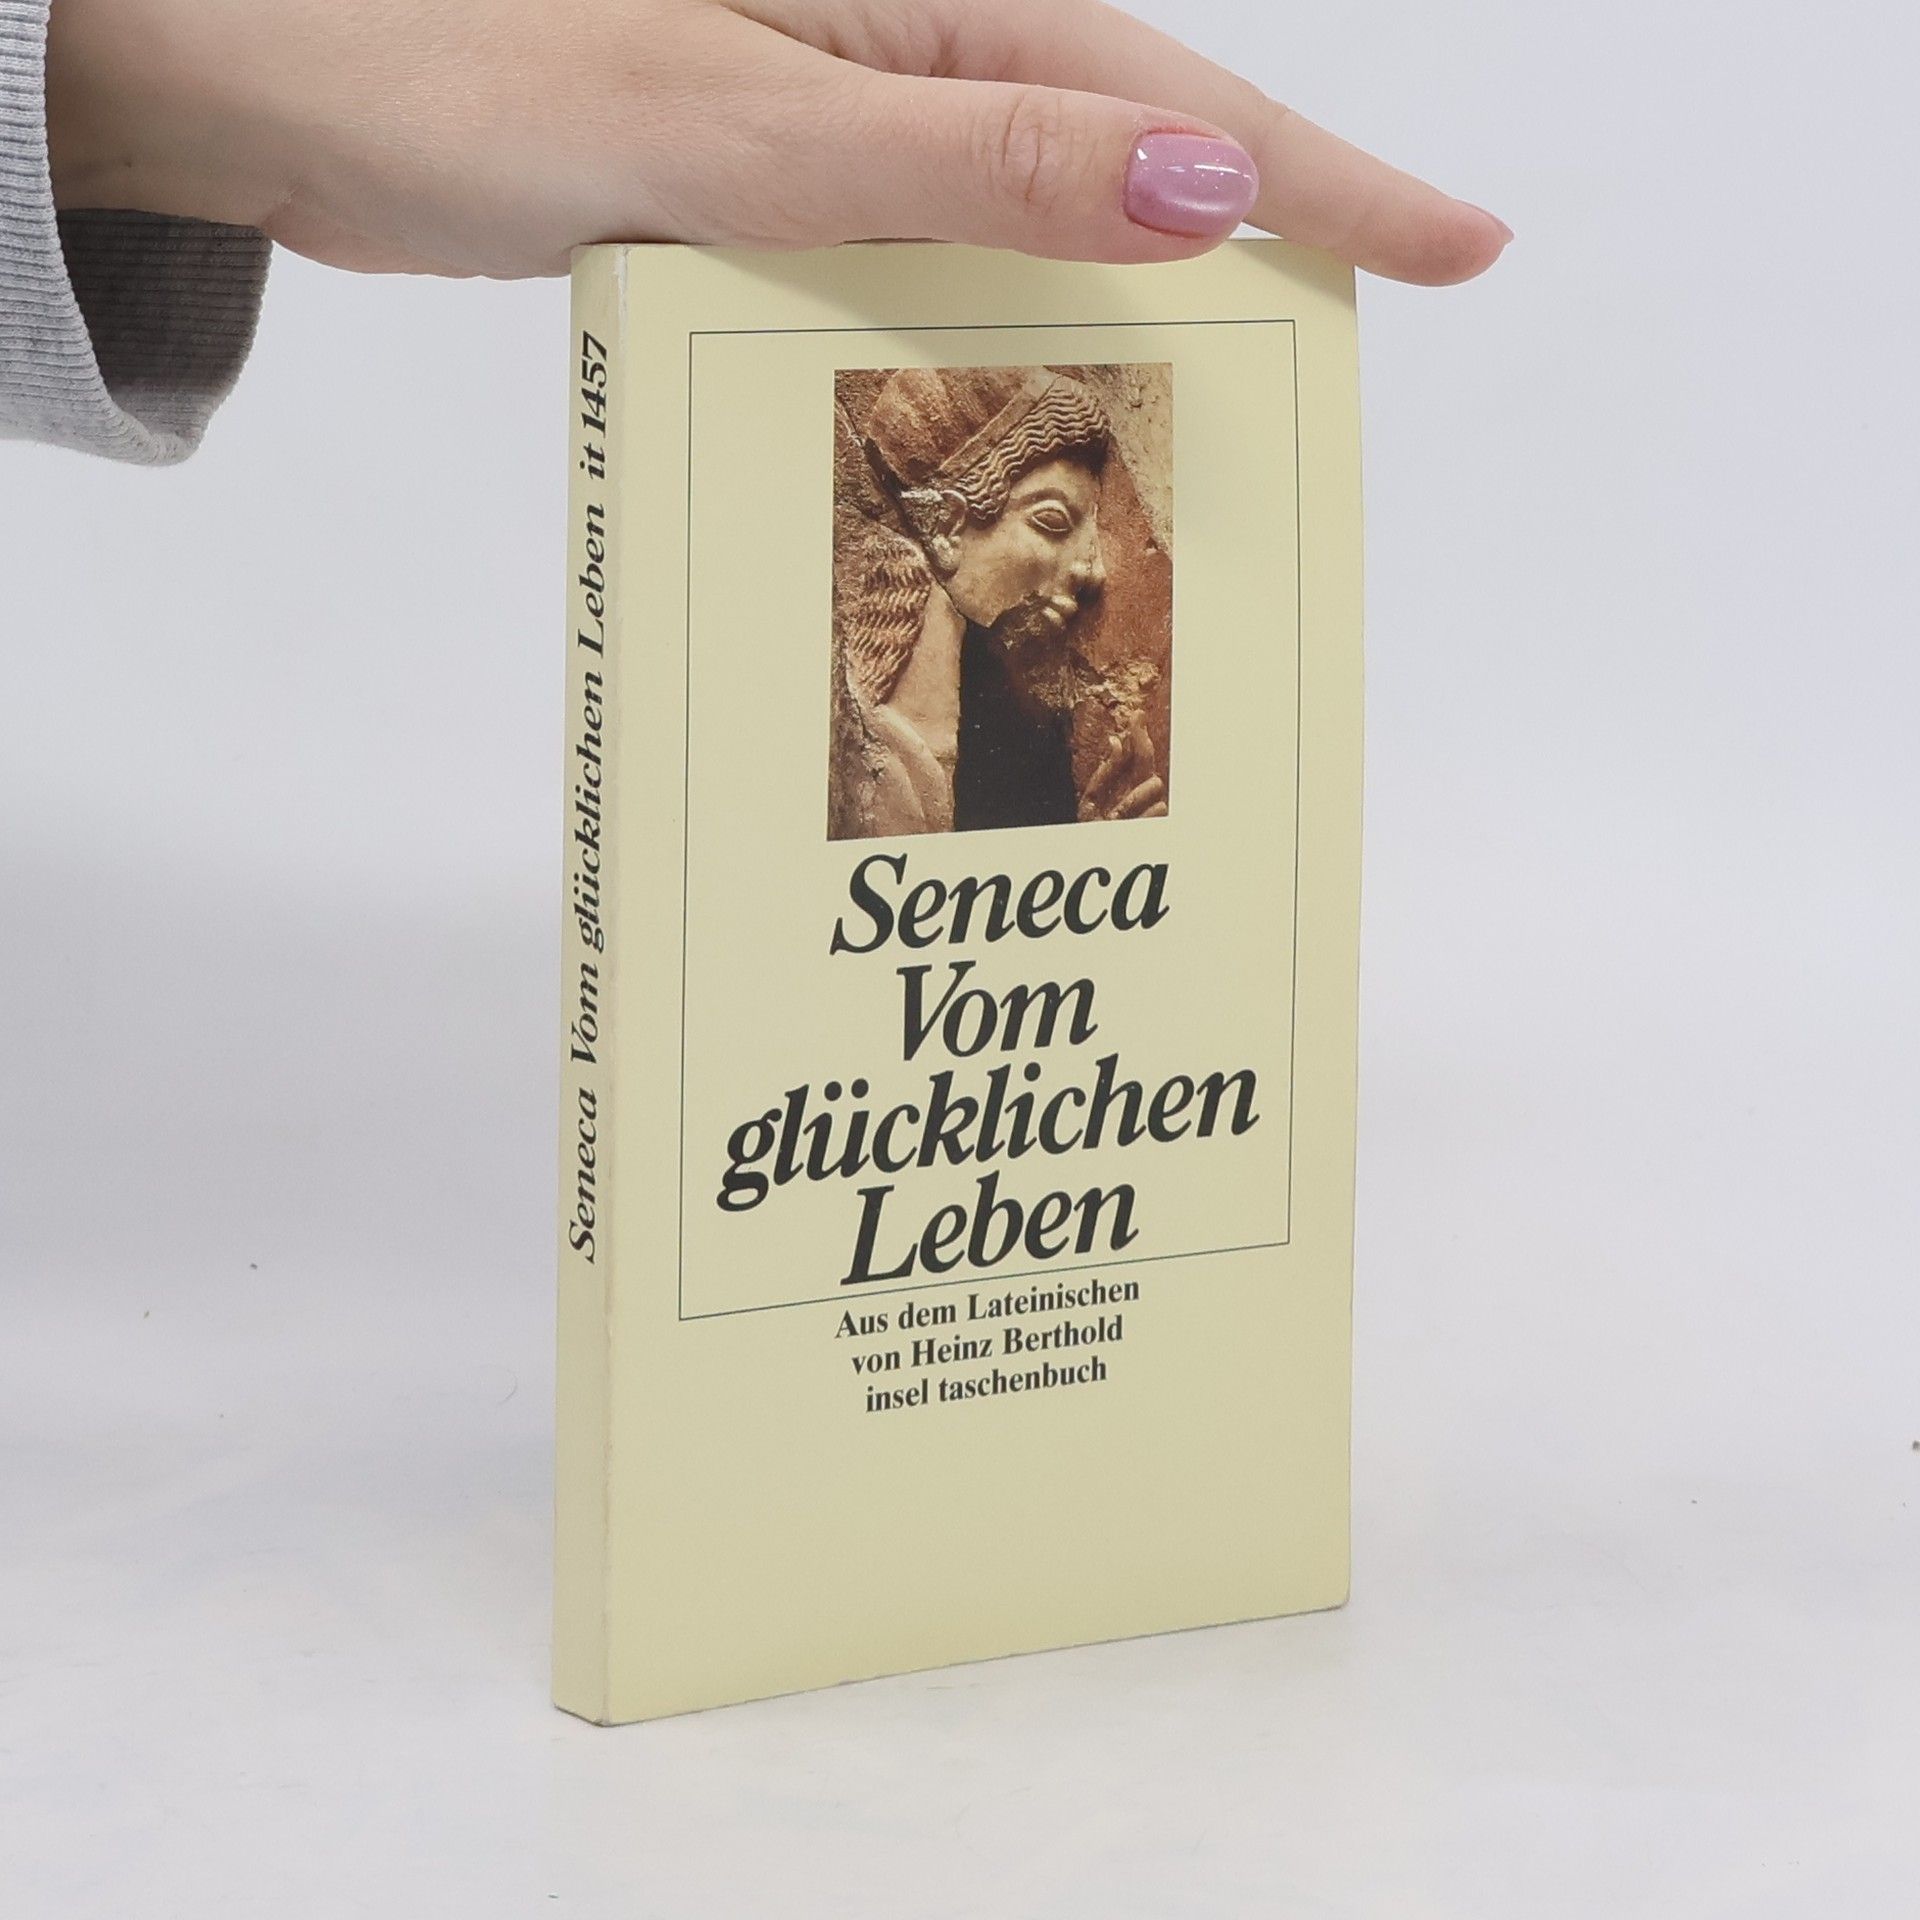 Seneca Vom glücklichen Leben it 1457
Seneca
Vom
glücklichen
Leben
Aus dem Lateinischen
von Heinz Berthold
insel taschenbuch